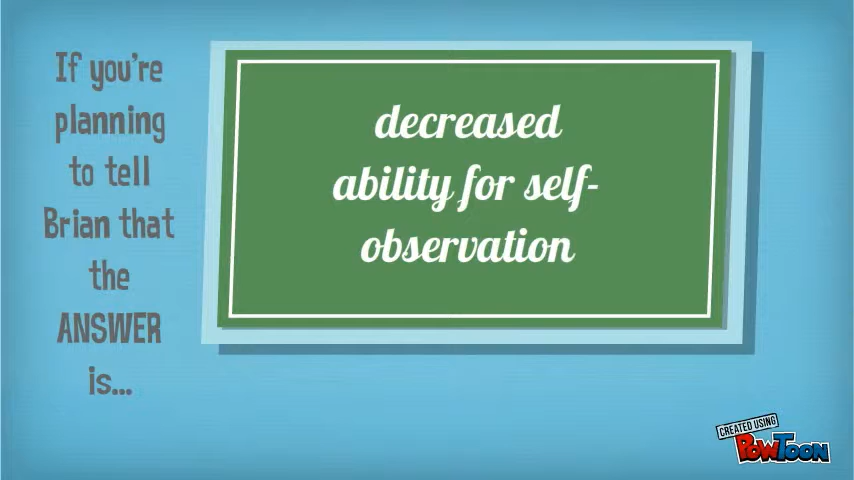 If you're
planning
to tell
Brian that
the
ANSWER
is...
decreased
ability for self-
observation
CREATED USING
POWTOON